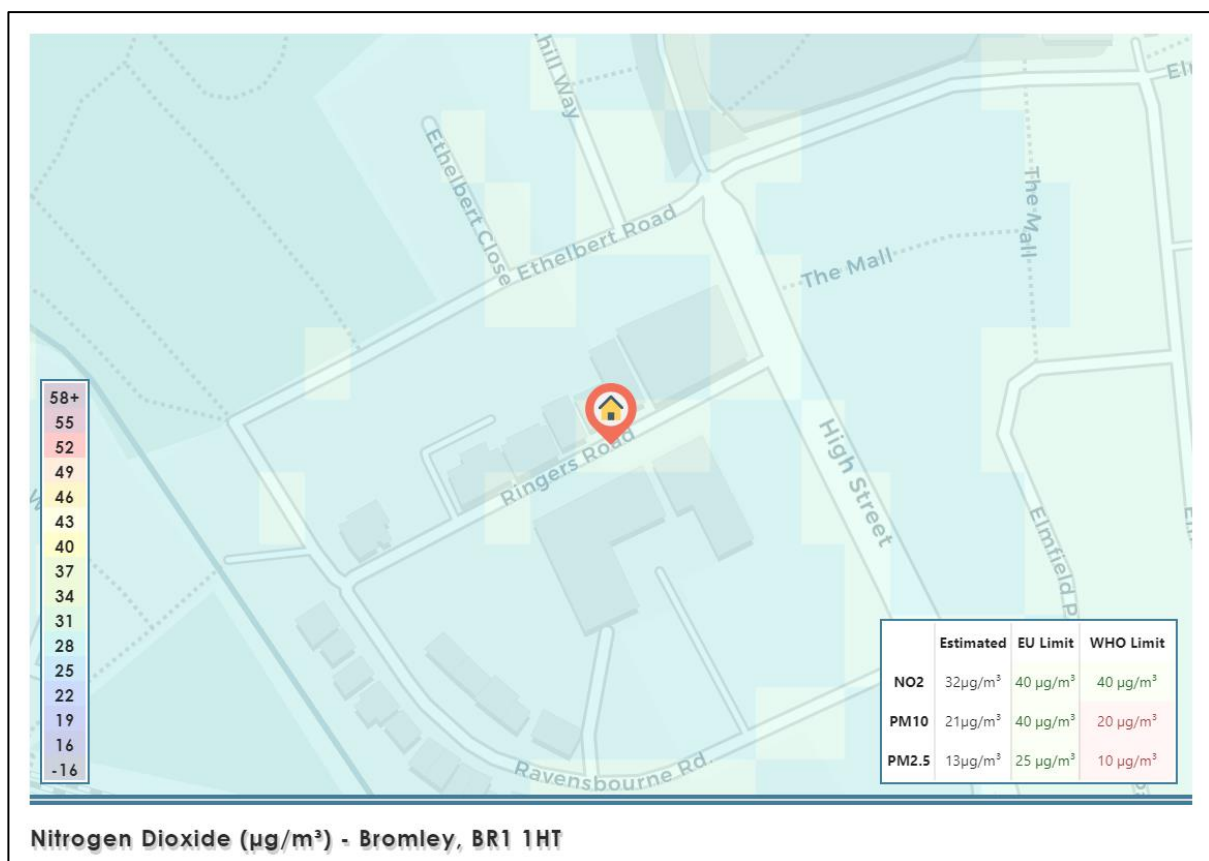 hill Way
Elm
Ethelbert Close
Ethelbert Road
The Mall
The Mall
Ringers Road
High Street
Elmfield P
Ravensbourne Rd.
58+
55
52
49
46
43
40
37
34
31
28
25
22
19
16
-16
Estimated EU Limit WHO Limit
NO2 32µg/m³ 40 µg/m³ 40 µg/m³
PM10 21µg/m³ 40 µg/m³ 20 µg/m³
PM2.5 13µg/m³ 25 µg/m³ 10 µg/m³
Nitrogen Dioxide (µg/m³) - Bromley, BR1 1HT